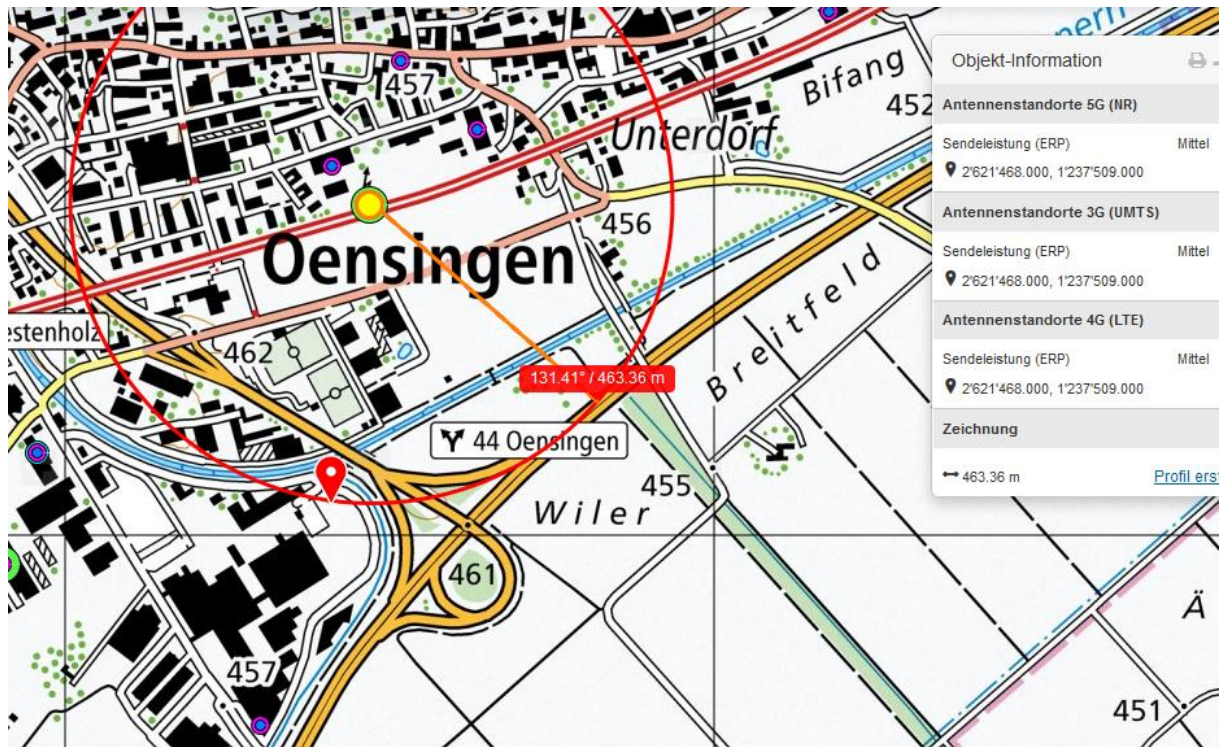 457
Bifang
452
Unterdorf
456
Oensingen
estenholz
462
131.41° / 463.36 m
Breitfeld
44 Oensingen
455
Wiler
461
457
Ä
451
Objekt-Information
Antennenstandorte 5G (NR)
Sendeleistung (ERP) Mittel
2'621'468.000, 1'237'509.000
Antennenstandorte 3G (UMTS)
Sendeleistung (ERP) Mittel
2'621'468.000, 1'237'509.000
Antennenstandorte 4G (LTE)
Sendeleistung (ERP) Mittel
2'621'468.000, 1'237'509.000
Zeichnung
463.36 m Profil erst